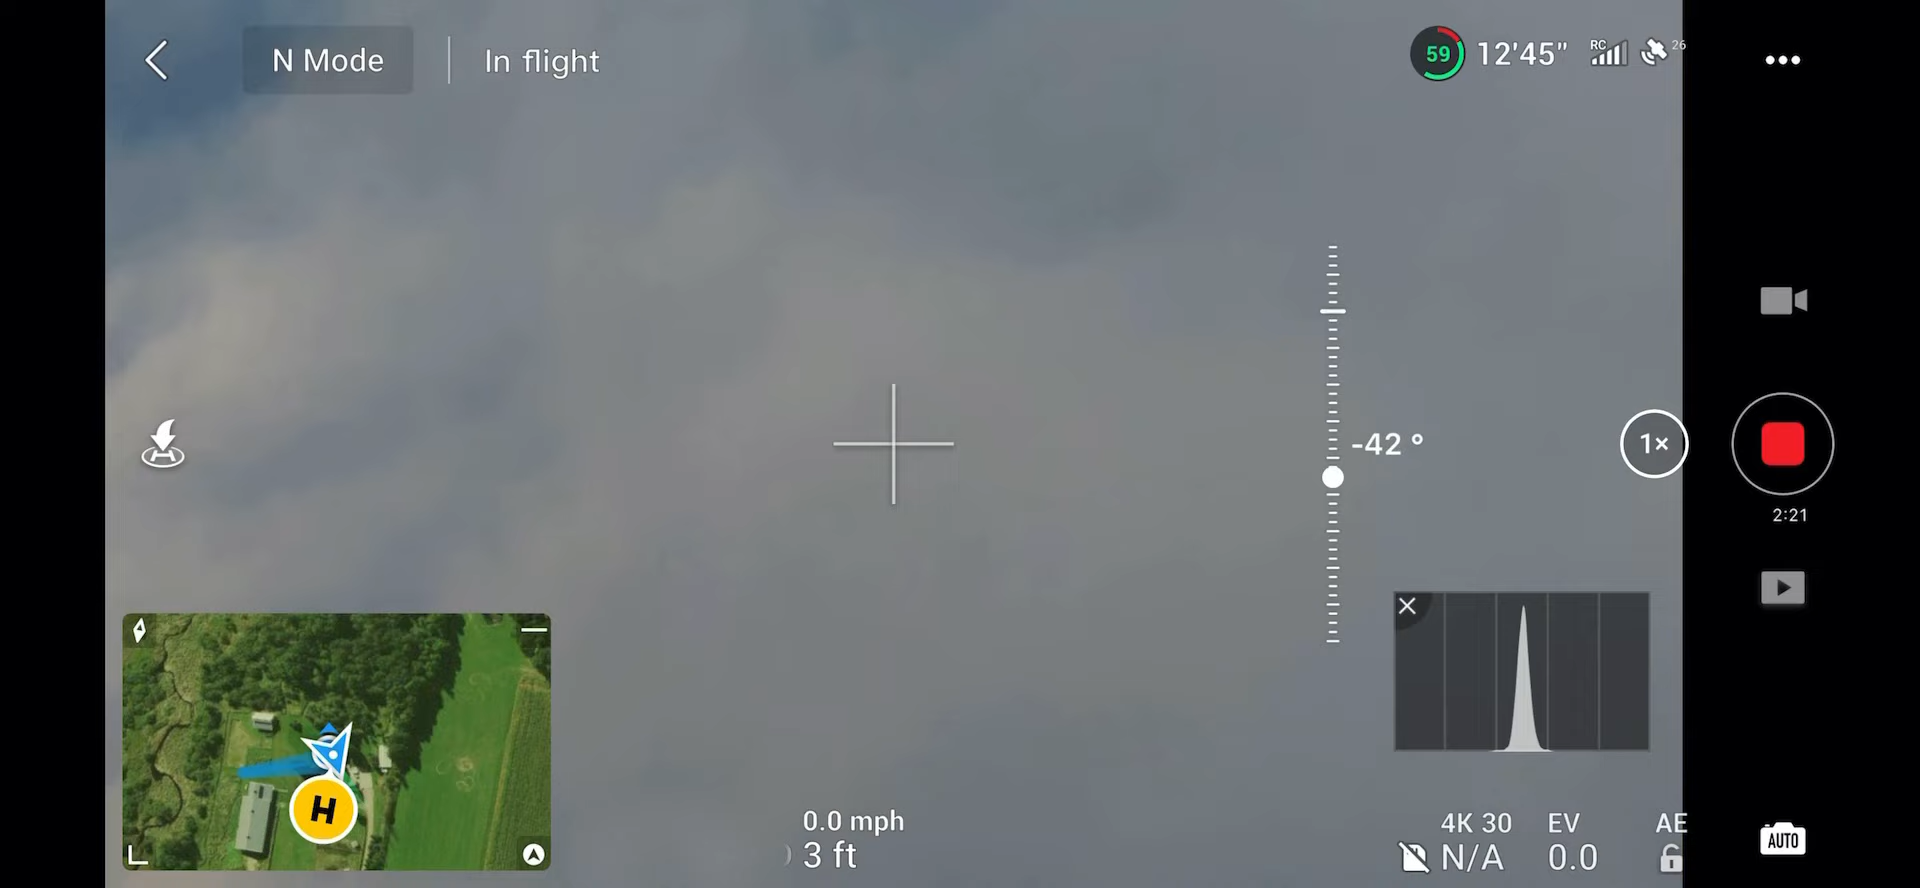 N Mode
In flight
59
12'45"
RC
26
-42 °
1×
2:21
H
0.0 mph
3 ft
4K 30
EV
AE
N/A
0.0
AUTO